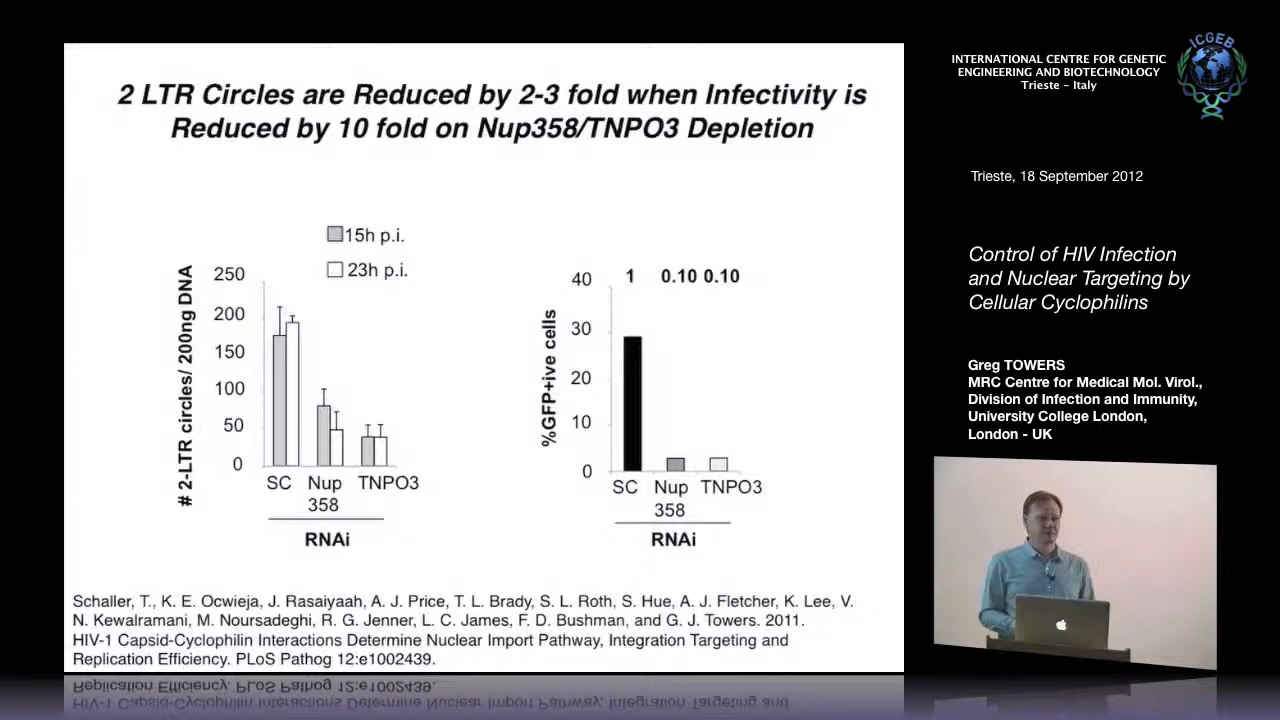 2 LTR Circles are Reduced by 2-3 fold when Infectivity is
Reduced by 10 fold on Nup358/TNPO3 Depletion
15h p.i.
23h p.i.
# 2-LTR circles/ 200ng DNA
250
200
150
100
50
0
SC
Nup
358
TNPO3
RNAi
%GFP+ive cells
40
30
20
10
0
1 0.10 0.10
SC
Nup
358
TNPO3
RNAi
Schaller, T., K. E. Ocwieja, J. Rasaiyaah, A. J. Price, T. L. Brady, S. L. Roth, S. Hue, A. J. Fletcher, K. Lee, V.
N. Kewalramani, M. Noursadeghi, R. G. Jenner, L. C. James, F. D. Bushman, and G. J. Towers. 2011.
HIV-1 Capsid-Cyclophilin Interactions Determine Nuclear Import Pathway, Integration Targeting and
Replication Efficiency. PLoS Pathog 12:e1002439.
INTERNATIONAL CENTRE FOR GENETIC
ENGINEERING AND BIOTECHNOLOGY
Trieste - Italy
ICGEB
Trieste, 18 September 2012
Control of HIV Infection
and Nuclear Targeting by
Cellular Cyclophilins
Greg TOWERS
MRC Centre for Medical Mol. Virol.,
Division of Infection and Immunity,
University College London,
London - UK